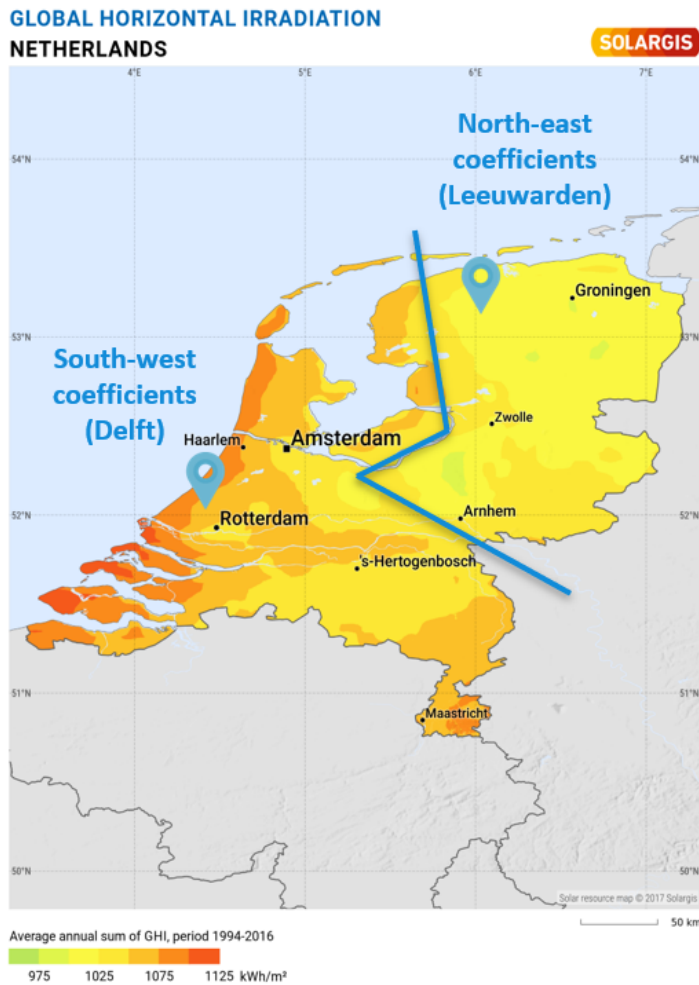 GLOBAL HORIZONTAL IRRADIATION
NETHERLANDS
SOLARGIS
4°E
5°E
6°E
7°E
North-east
coefficients
(Leeuwarden)
54°N
54°N
Groningen
53°N
53°N
South-west
coefficients
(Delft)
Zwolle
Haarlem
Amsterdam
Arnhem
52°N
52°N
Rotterdam
's-Hertogenbosch
51°N
51°N
Maastricht
50°N
50°N
Solar resource map © 2017 Solargis
50 km
Average annual sum of GHI, period 1994-2016
975 1025 1075 1125 kWh/m²